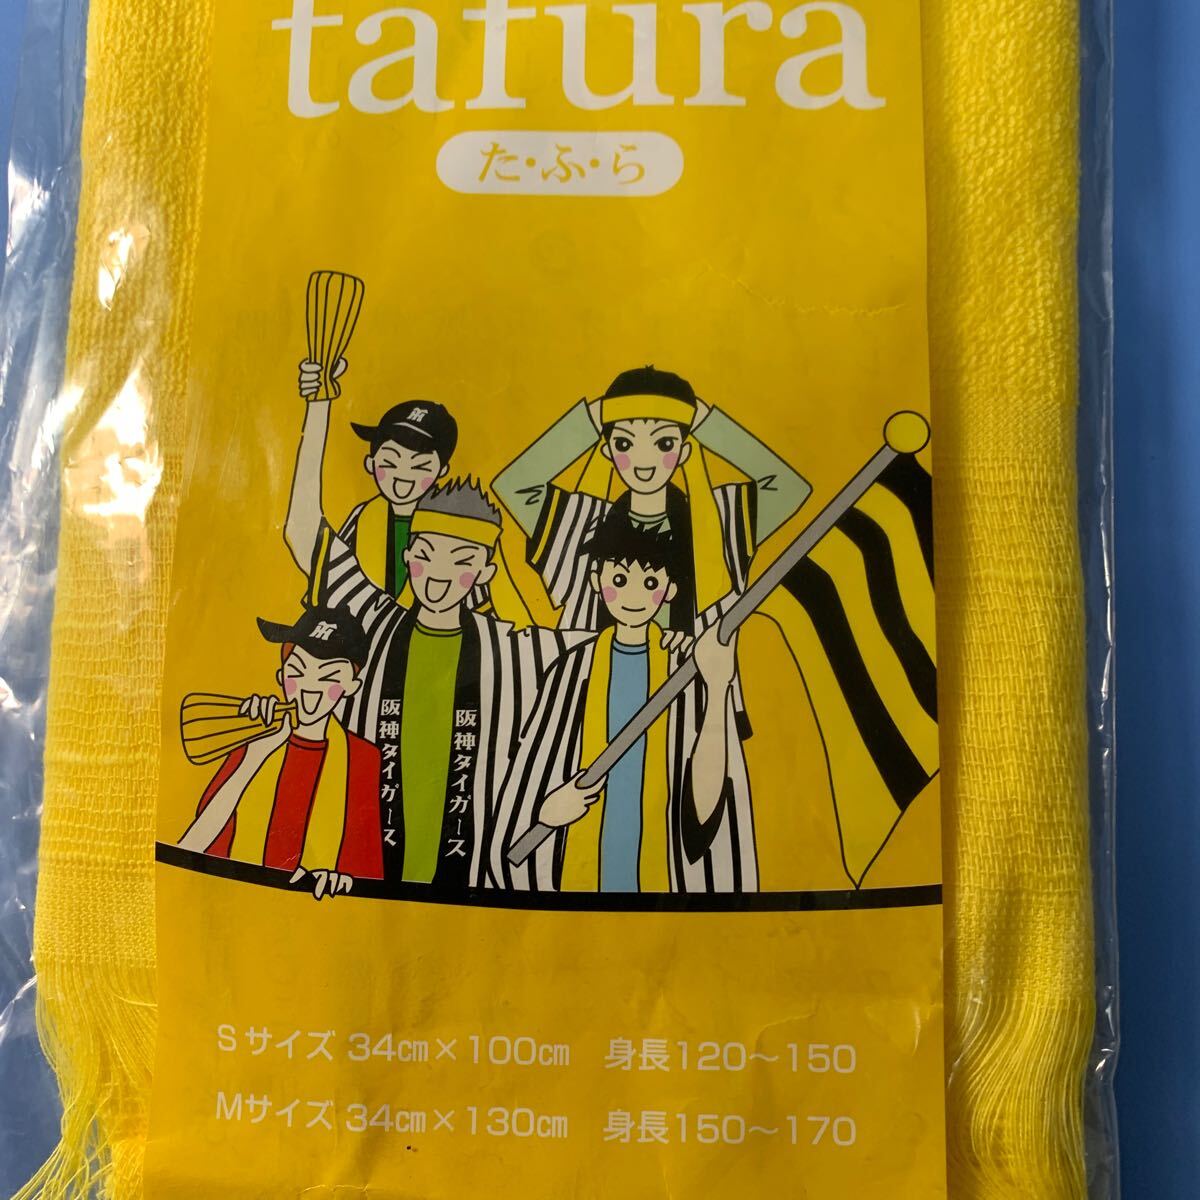 tafura
た・ふ・ら
阪神タイガース
阪神タイガース
Sサイズ 34㎝×100㎝ 身長120〜150
Mサイズ 34㎝×130㎝ 身長150〜170